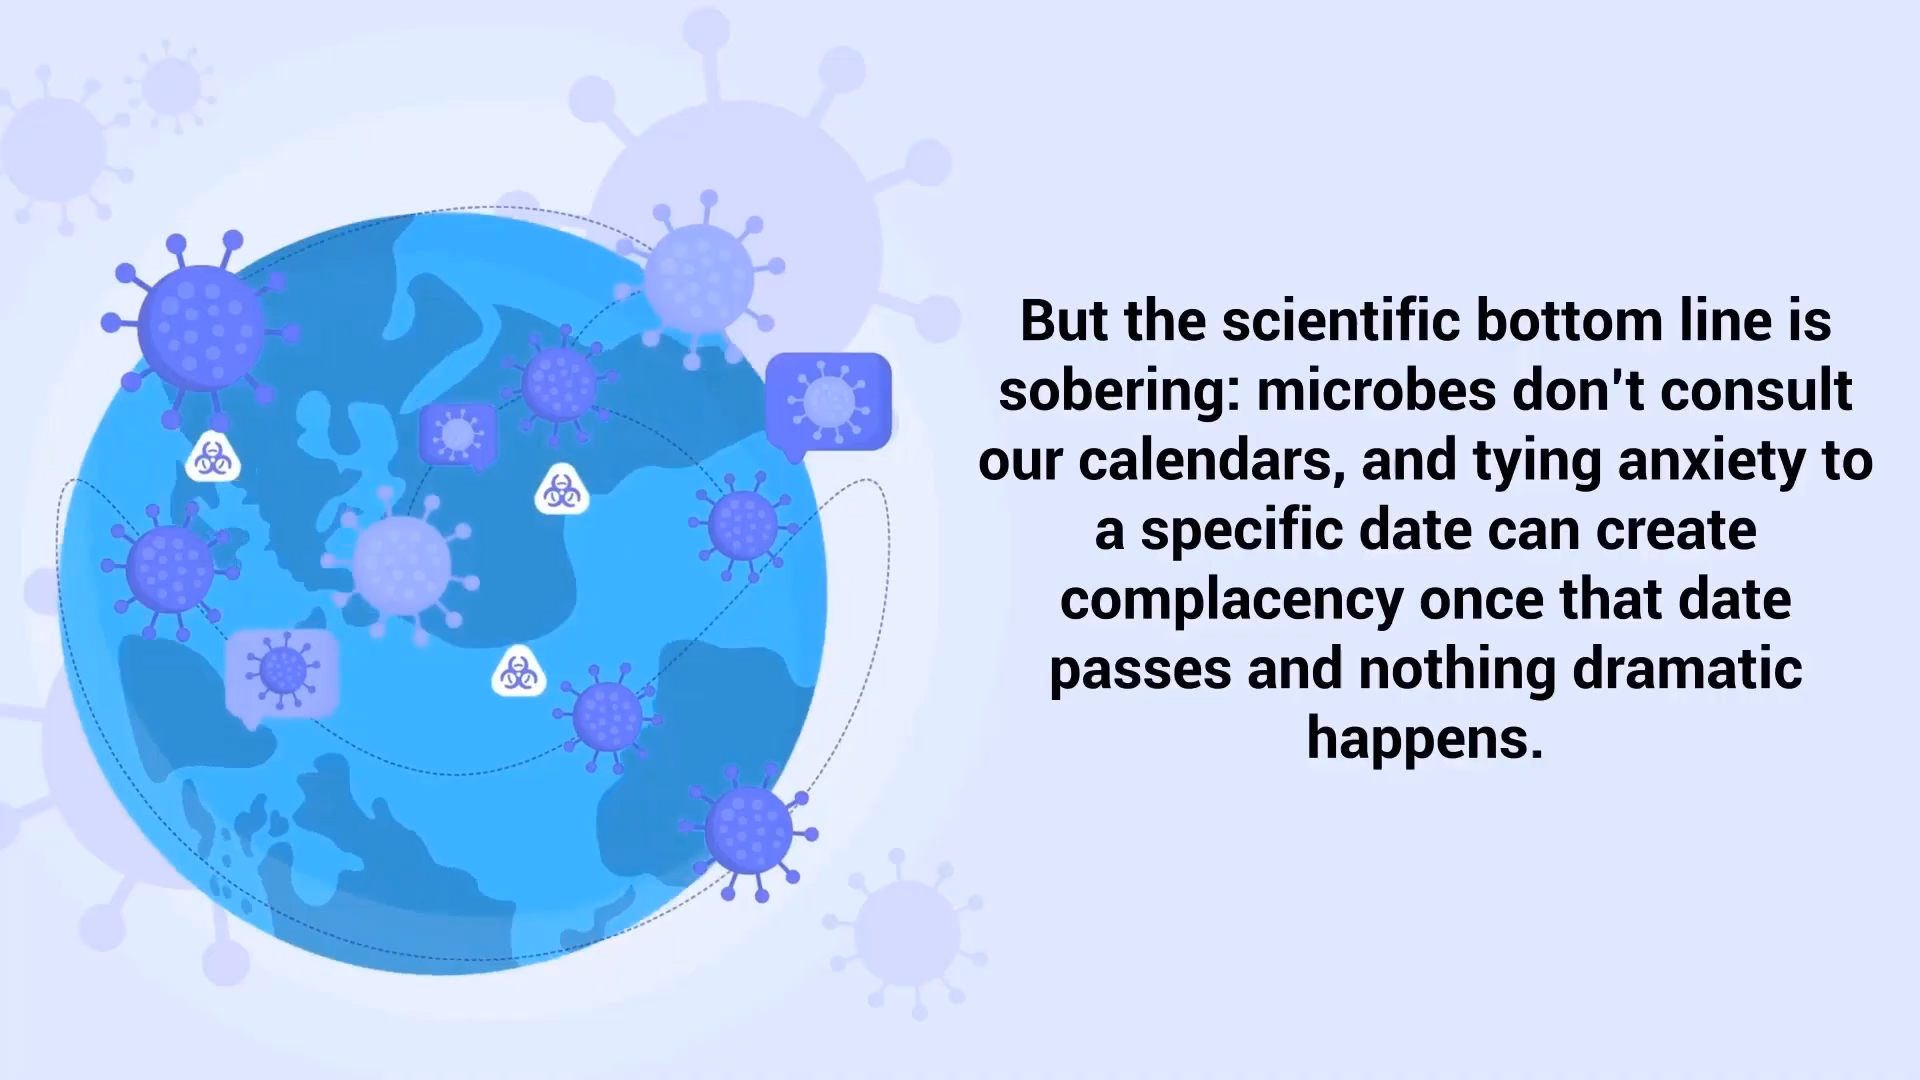 But the scientific bottom line is
sobering: microbes don't consult
our calendars, and tying anxiety to
a specific date can create
complacency once that date
passes and nothing dramatic
happens.